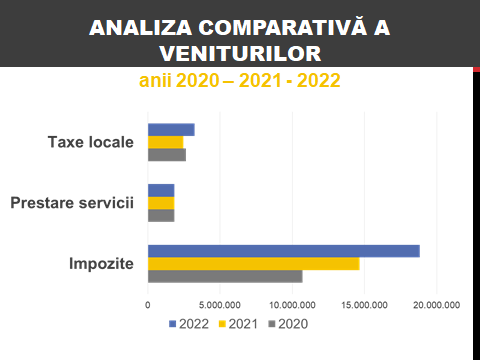 ANALIZA COMPARATIVĂ A
VENITURILOR
anii 2020 – 2021 - 2022
Taxe locale
Prestare servicii
Impozite
0
5.000.000
10.000.000
15.000.000
20.000.000
2022
2021
2020